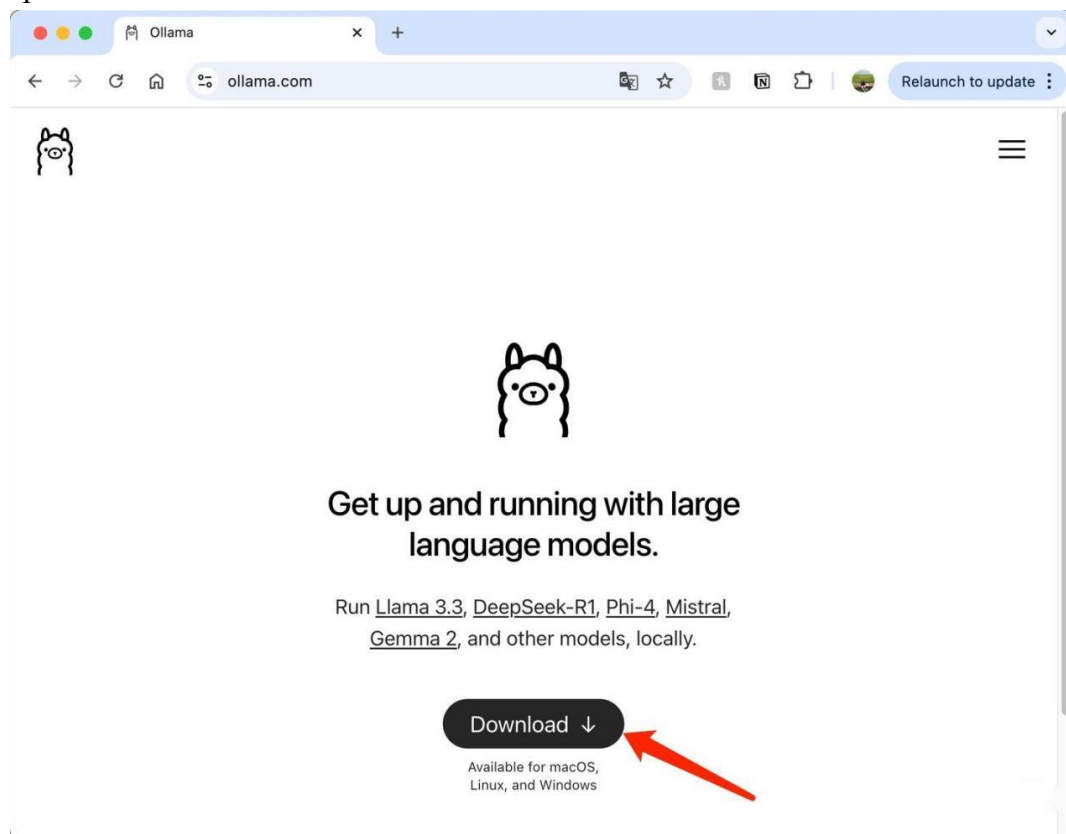 Ollama
ollama.com
Relaunch to update
Get up and running with large
language models.
Run Llama 3.3, DeepSeek-R1, Phi-4, Mistral,
Gemma 2, and other models, locally.
Download ↓
Available for macOS,
Linux, and Windows